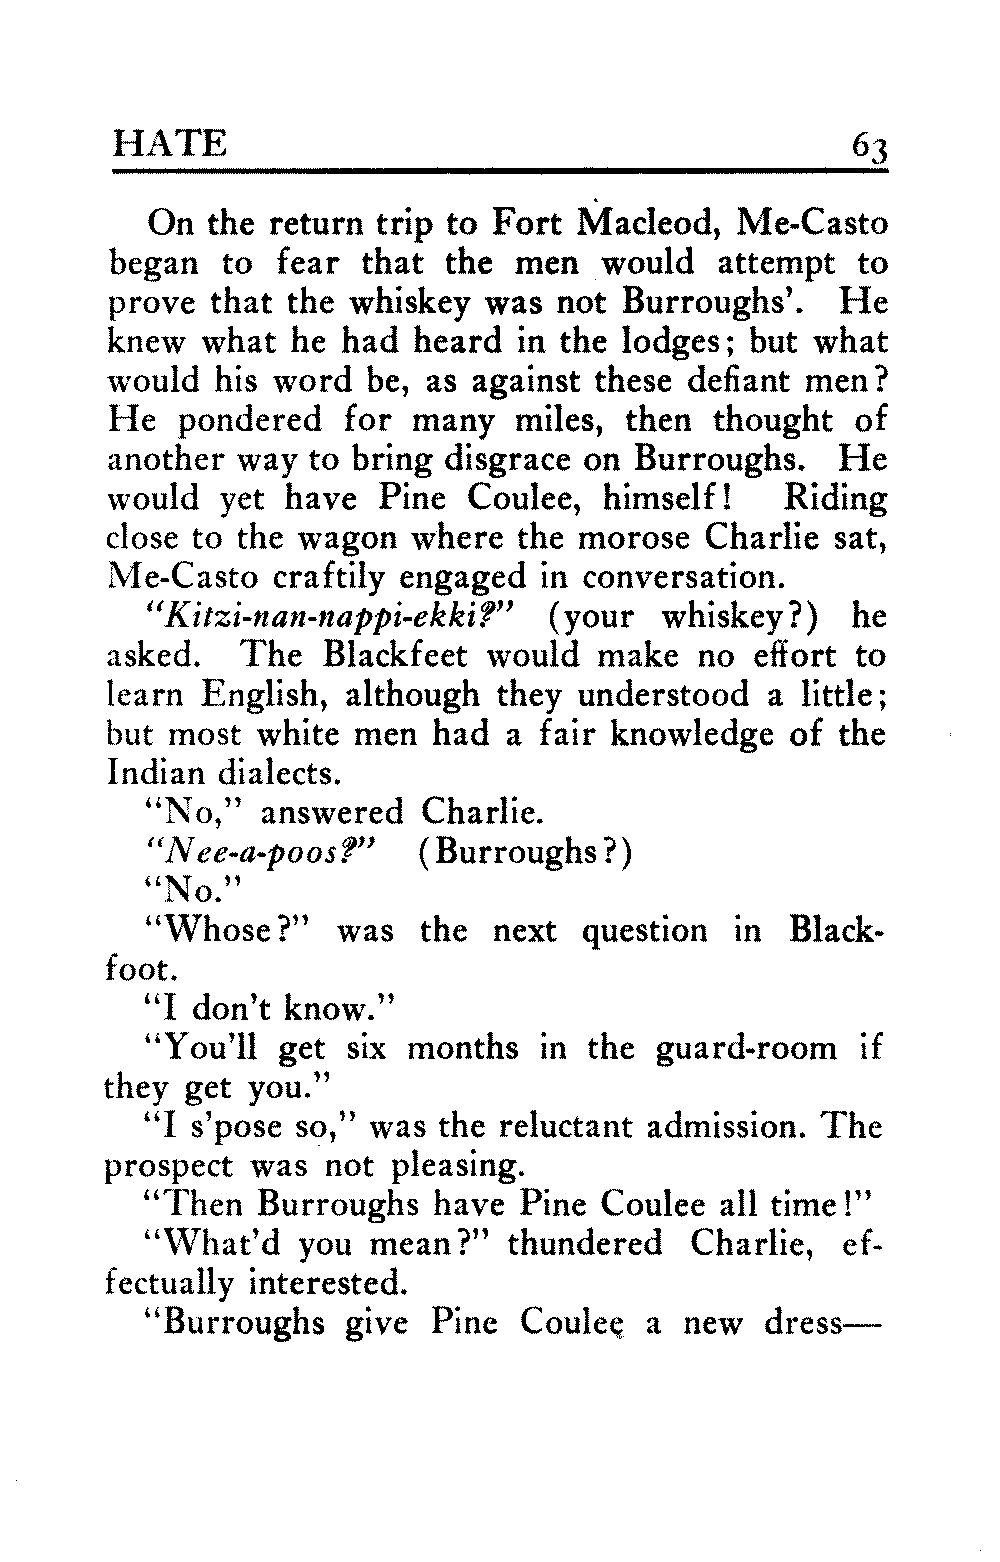 HATE 63
On the return trip to Fort Macleod, Me-Casto
began to fear that the men would attempt to
prove that the whiskey was not Burroughs'. He
knew what he had heard in the lodges; but what
would his word be, as against these defiant men?
He pondered for many miles, then thought of
another way to bring disgrace on Burroughs. He
would yet have Pine Coulee, himself! Riding
close to the wagon where the morose Charlie sat,
Me-Casto craftily engaged in conversation.
“Kitzi-nan-nappi-ekki?” (your whiskey?) he
asked. The Blackfeet would make no effort to
learn English, although they understood a little;
but most white men had a fair knowledge of the
Indian dialects.
“No,” answered Charlie.
“Nee-a-poos?” (Burroughs?)
“No.”
“Whose?” was the next question in Black-
foot.
“I don't know.”
“You'll get six months in the guard-room if
they get you.”
“I s'pose so,” was the reluctant admission. The
prospect was not pleasing.
“Then Burroughs have Pine Coulee all time!”
“What'd you mean?” thundered Charlie, ef-
fectually interested.
“Burroughs give Pine Coulee a new dress—